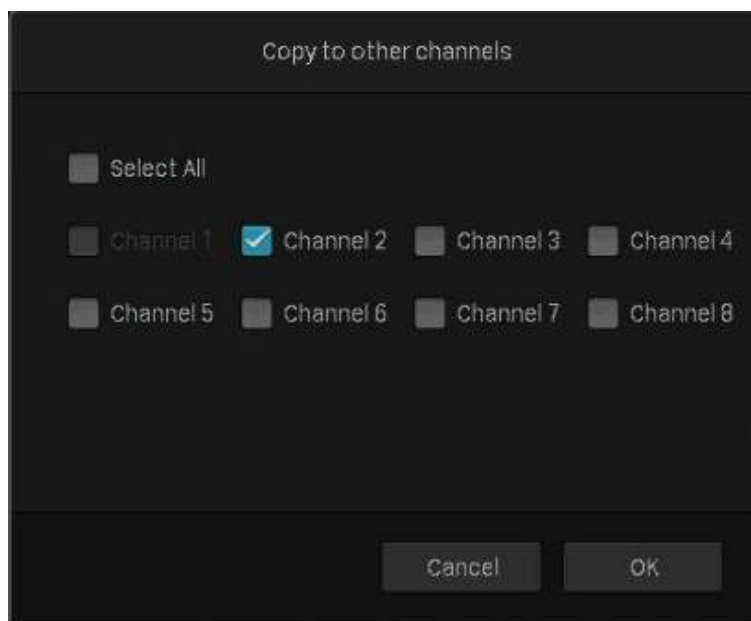 Copy to other channels
Select All
Channel 1 Channel 2 Channel 3 Channel 4
Channel 5 Channel 6 Channel 7 Channel 8
Cancel OK